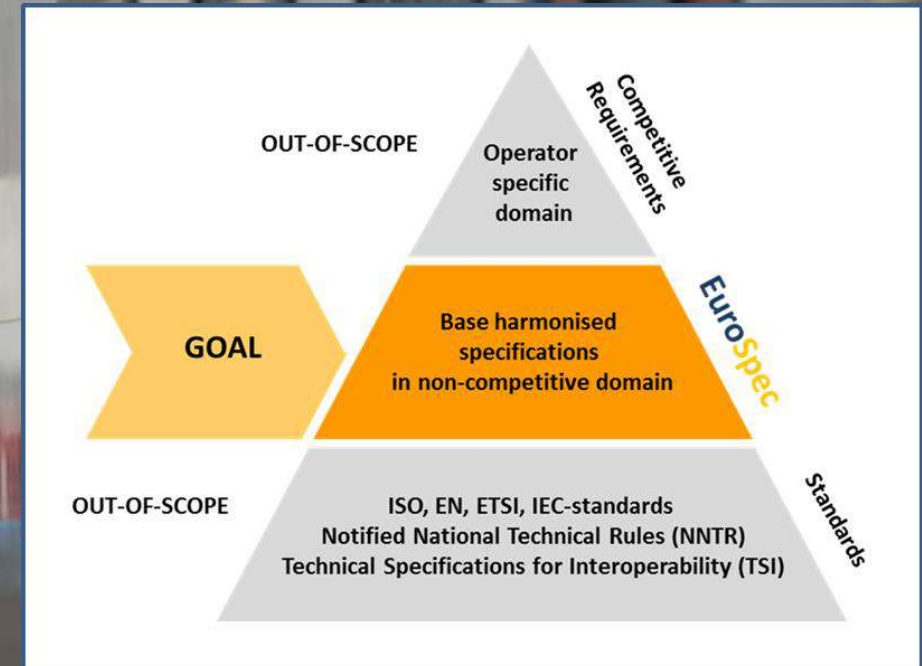 OUT-OF-SCOPE
Operator
specific
domain
Competitive
Requirements
GOAL
Base harmonised
specifications
in non-competitive domain
EuroSpec
OUT-OF-SCOPE
ISO, EN, ETSI, IEC-standards
Notified National Technical Rules (NNTR)
Technical Specifications for Interoperability (TSI)
Standards